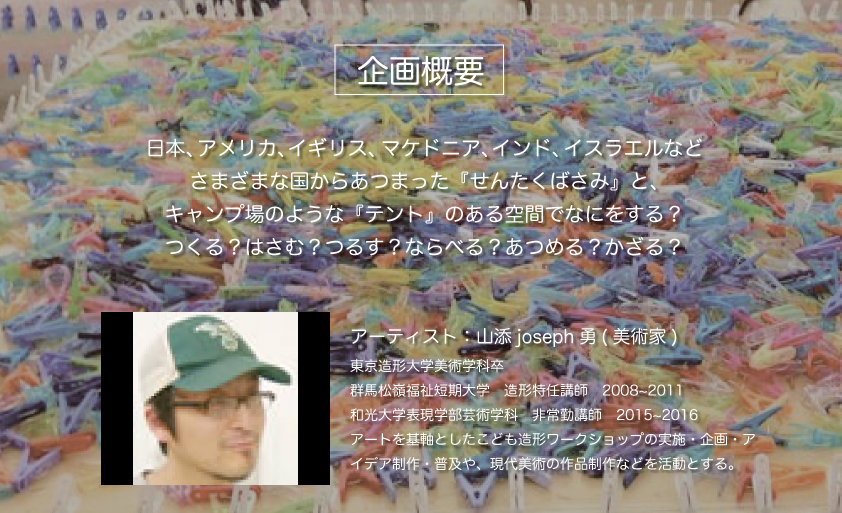 企画概要
日本、アメリカ、イギリス、マケドニア、インド、イスラエルなど
さまざまな国からあつまった『せんたくばさみ』と、
キャンプ場のような『テント』のある空間でなにをする？
つくる？はさむ？つるす？ならべる？あつめる？かざる？
アーティスト：山添 joseph 勇 ( 美術家 )
東京造形大学美術学科卒
群馬松嶺福祉短期大学　造形特任講師　2008~2011
和光大学表現学部芸術学科　非常勤講師　2015~2016
アートを基軸としたこども造形ワークショップの実施・企画・ア
イデア制作・普及や、現代美術の作品制作などを活動とする。